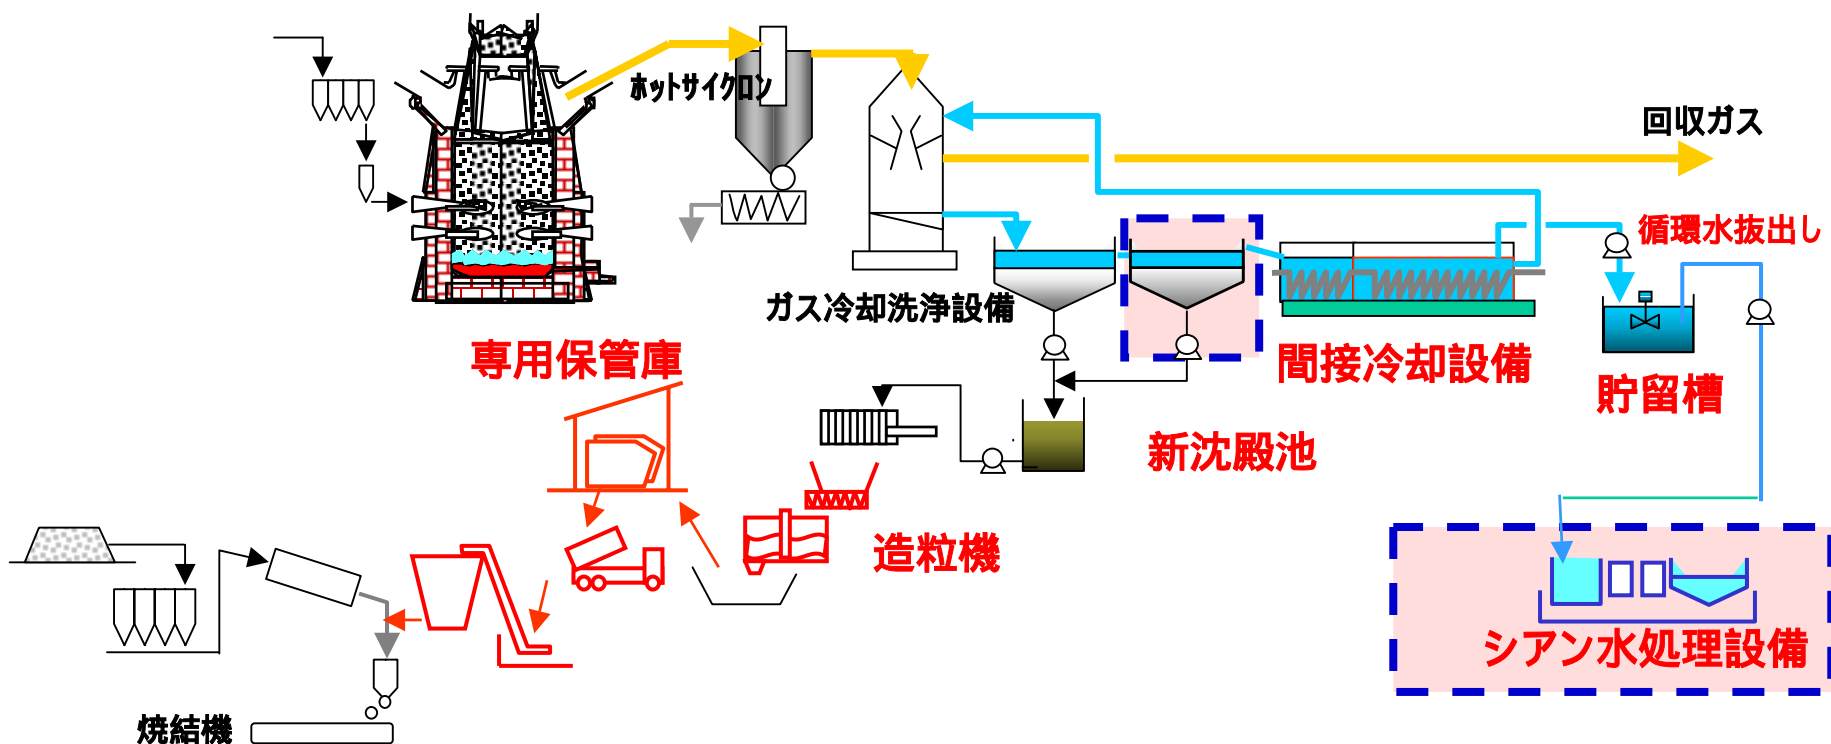 ホットサイクロン
回収ガス
循環水抜出し
ガス冷却洗浄設備
専用保管庫
間接冷却設備
貯留槽
新沈殿池
造粒機
シアン水処理設備
焼結機